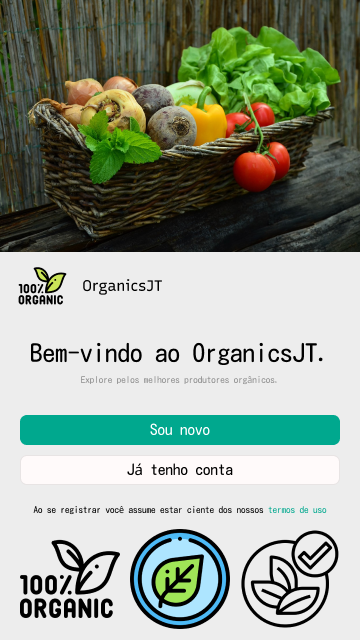 100%
ORGANIC
OrganicsJT
Bem-vindo ao OrganicsJT.
Explore pelos melhores produtores orgânicos.
Sou novo
Já tenho conta
Ao se registrar você assume estar ciente dos nossos termos de uso
100%
ORGANIC